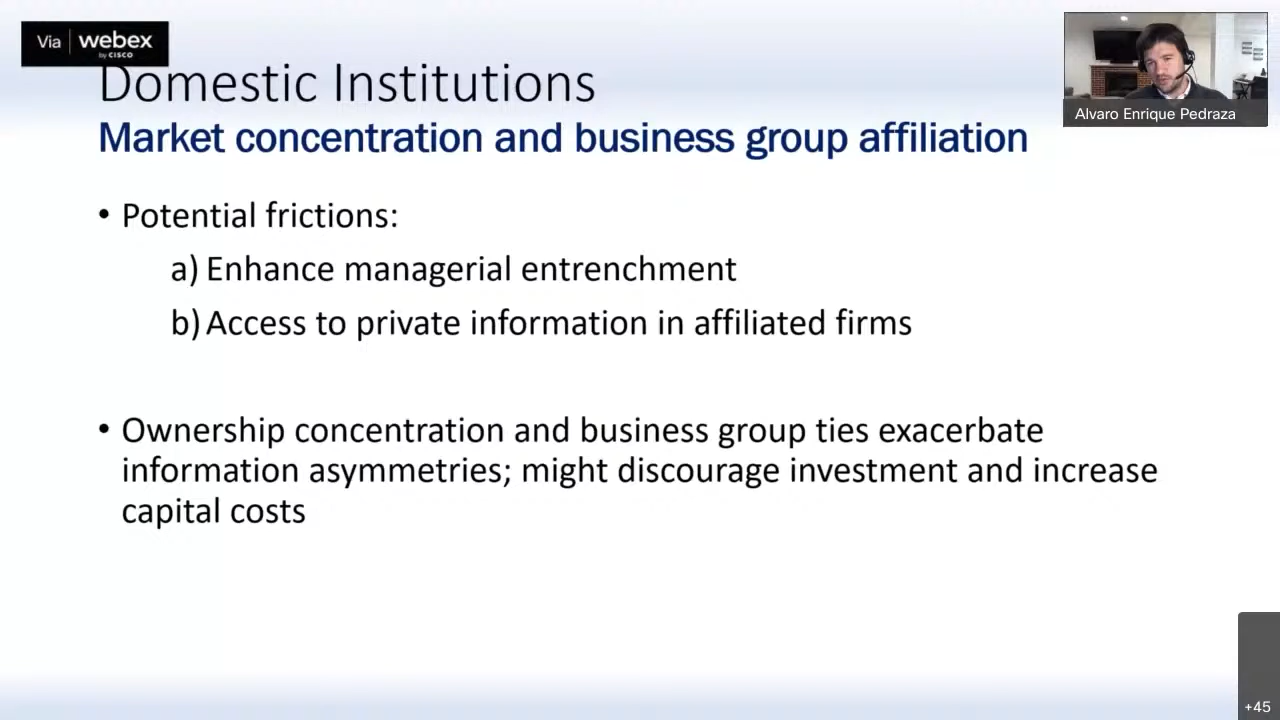 Via webex
by CISCO
Domestic Institutions
Market concentration and business group affiliation
Alvaro Enrique Pedraza
• Potential frictions:
a) Enhance managerial entrenchment
b) Access to private information in affiliated firms
• Ownership concentration and business group ties exacerbate
information asymmetries; might discourage investment and increase
capital costs
+45